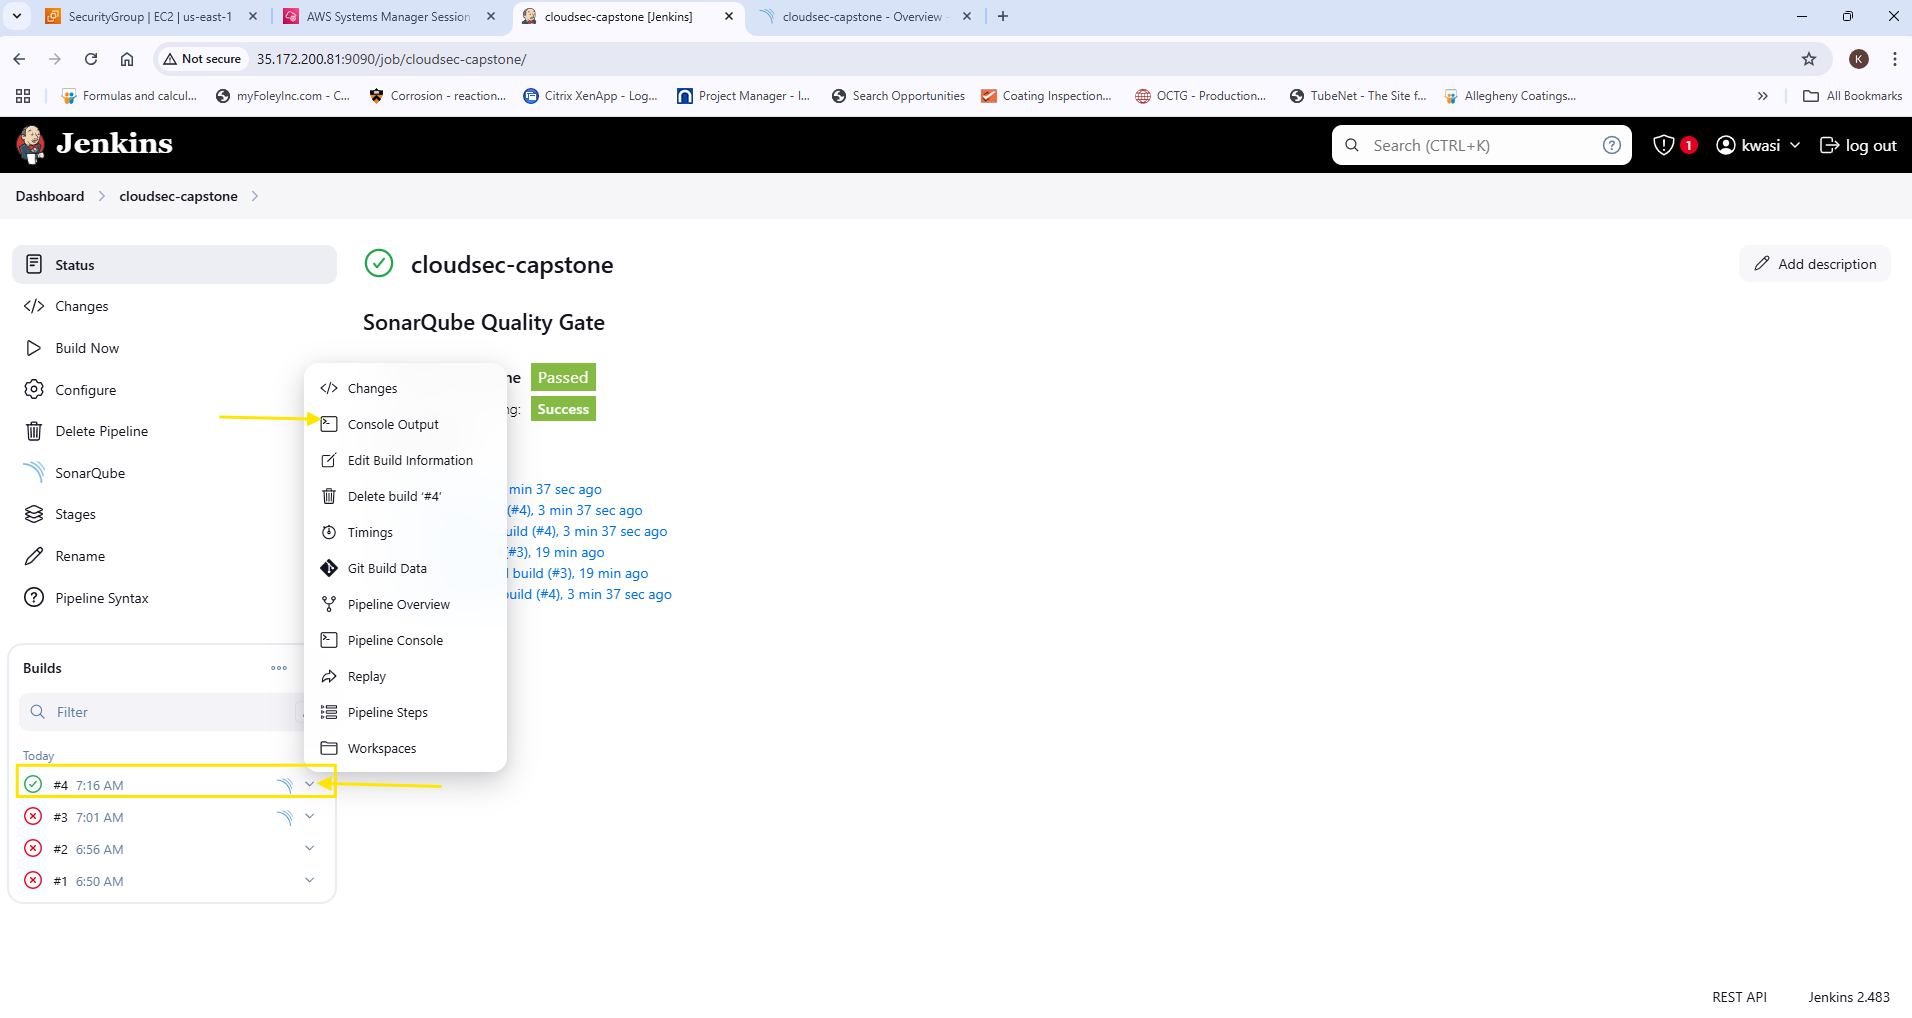 SecurityGroup | EC2 | us-east-1
AWS Systems Manager Session
cloudsec-capstone [Jenkins]
cloudsec-capstone - Overview -
Not secure
35.172.200.81:9090/job/cloudsec-capstone/
K
Formulas and calcul...
myFoleyInc.com - C...
Corrosion - reaction...
Citrix XenApp - Log...
Project Manager - I...
Search Opportunities
Coating Inspection...
OCTG - Production...
TubeNet - The Site f...
Allegheny Coatings...
All Bookmarks
Jenkins
Search (CTRL+K)
1
kwasi
log out
Dashboard
cloudsec-capstone
Status
Changes
Build Now
Configure
Delete Pipeline
SonarQube
Stages
Rename
Pipeline Syntax
cloudsec-capstone
Add description
SonarQube Quality Gate
ne Passed
ng: Success
min 37 sec ago
(#4), 3 min 37 sec ago
uild (#4), 3 min 37 sec ago
(#3), 19 min ago
build (#3), 19 min ago
build (#4), 3 min 37 sec ago
Changes
Console Output
Edit Build Information
Delete build ‘#4’
Timings
Git Build Data
Pipeline Overview
Pipeline Console
Replay
Pipeline Steps
Workspaces
Builds
Filter
Today
#4 7:16 AM
#3 7:01 AM
#2 6:56 AM
#1 6:50 AM
REST API
Jenkins 2.483